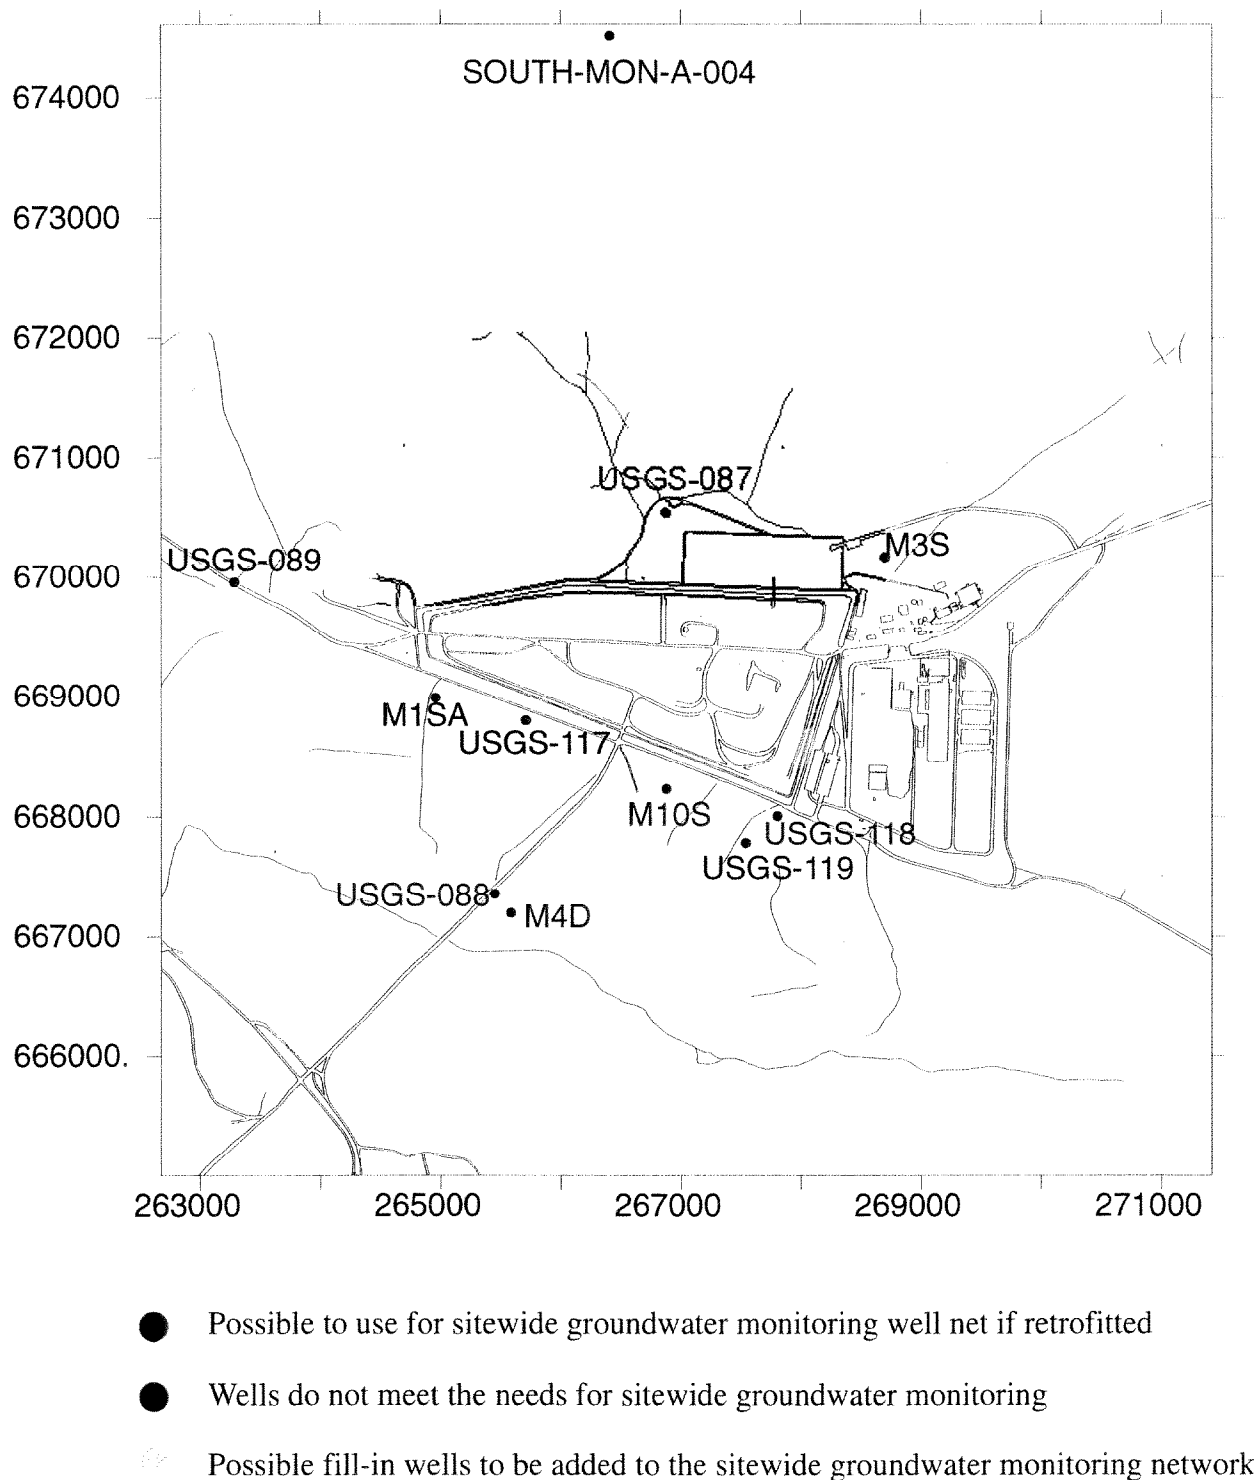 SOUTH-MON-A-004
674000
673000
672000
671000
USGS-087
M3S
USGS-089
670000
669000
M1SA
USGS-117
M10S
668000
USGS-118
USGS-119
USGS-088
M4D
667000
666000.
263000 265000 267000 269000 271000
Possible to use for sitewide groundwater monitoring well net if retrofitted
Wells do not meet the needs for sitewide groundwater monitoring
Possible fill-in wells to be added to the sitewide groundwater monitoring network